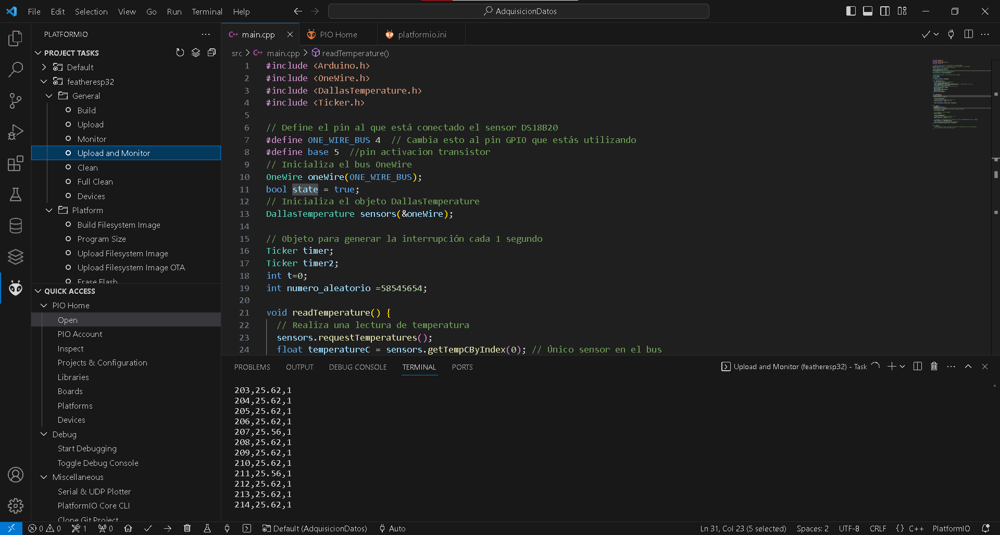 File Edit Selection View Go Run Terminal Help
AdquisicionDatos
PLATFORMIO
PROJECT TASKS
Default
featheresp32
General
Build
Upload
Monitor
Upload and Monitor
Clean
Full Clean
Devices
Platform
Build Filesystem Image
Program Size
Upload Filesystem Image
Upload Filesystem Image OTA
Erase Flash
QUICK ACCESS
PIO Home
Open
PIO Account
Inspect
Projects & Configuration
Libraries
Boards
Platforms
Devices
Debug
Start Debugging
Toggle Debug Console
Miscellaneous
Serial & UDP Plotter
PlatformIO Core CLI
Clone Git Project
main.cpp PIO Home platformio.ini
src > main.cpp > readTemperature()
1 #include <Arduino.h>
2 #include <OneWire.h>
3 #include <DallasTemperature.h>
4 #include <Ticker.h>
5
6 // Define el pin al que está conectado el sensor DS18B20
7 #define ONE_WIRE_BUS 4 // Cambia esto al pin GPIO que estás utilizando
8 #define base 5 //pin activacion transistor
9 // Inicializa el bus OneWire
10 OneWire oneWire(ONE_WIRE_BUS);
11 bool state = true;
12 // Inicializa el objeto DallasTemperature
13 DallasTemperature sensors(&oneWire);
14
15 // Objeto para generar la interrupción cada 1 segundo
16 Ticker timer;
17 Ticker timer2;
18 int t=0;
19 int numero_aleatorio =58545654;
20
21 void readTemperature() {
22 // Realiza una lectura de temperatura
23 sensors.requestTemperatures();
24 float temperatureC = sensors.getTempCByIndex(0); // Único sensor en el bus
PROBLEMS OUTPUT DEBUG CONSOLE TERMINAL PORTS
Upload and Monitor (featheresp32) - Task
203,25.62,1
204,25.62,1
205,25.62,1
206,25.62,1
207,25.56,1
208,25.62,1
209,25.62,1
210,25.62,1
211,25.56,1
212,25.62,1
213,25.62,1
214,25.62,1
0 0 1 0 Default (AdquisicionDatos) Auto
Ln 31, Col 23 (5 selected) Spaces: 2 UTF-8 CRLF {} C++ PlatformIO